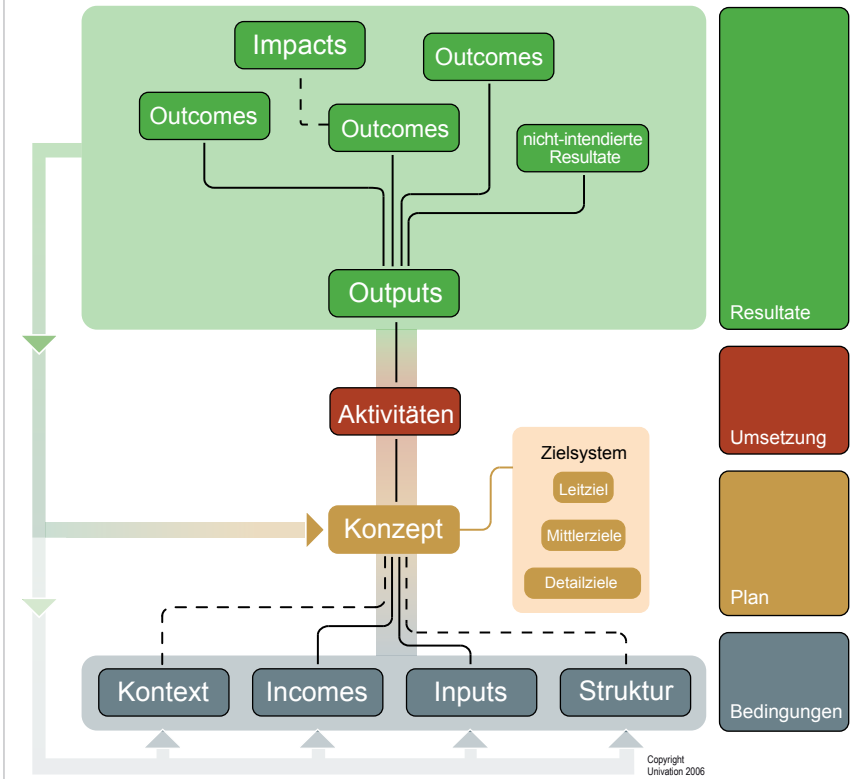 Impacts
Outcomes
Outcomes
Outcomes
nicht-intendierte
Resultate
Outputs
Resultate
Aktivitäten
Umsetzung
Zielsystem
Leitziel
Mittlerziele
Detailziele
Konzept
Plan
Kontext
Incomes
Inputs
Struktur
Bedingungen
Copyright
Univation 2006